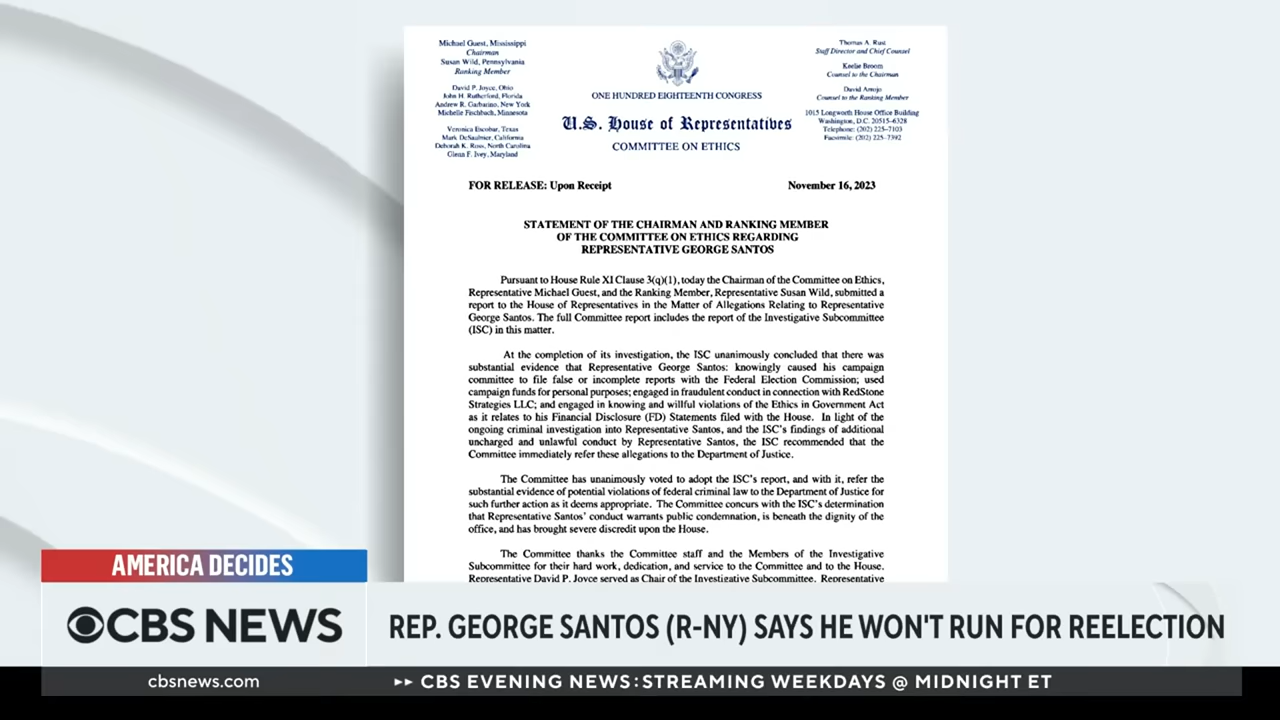 Michael Guest, Mississippi
Chairman
Susan Wild, Pennsylvania
Ranking Member
David P. Joyce, Ohio
John H. Rutherford, Florida
Andrew R. Garbarino, New York
Michelle Fischbach, Minnesota
Veronica Escobar, Texas
Mark DeSaulnier, California
Deborah K. Ross, North Carolina
Glenn F. Ivey, Maryland
ONE HUNDRED EIGHTEENTH CONGRESS
U.S. House of Representatives
COMMITTEE ON ETHICS
Thomas A. Rust
Staff Director and Chief Counsel
Keelie Broom
Counsel to the Chairman
David Arrojo
Counsel to the Ranking Member
1015 Longworth House Office Building
Washington, D.C. 20515–6328
Telephone: (202) 225–7103
Facsimile: (202) 225–7392
FOR RELEASE: Upon Receipt
November 16, 2023
STATEMENT OF THE CHAIRMAN AND RANKING MEMBER
OF THE COMMITTEE ON ETHICS REGARDING
REPRESENTATIVE GEORGE SANTOS
Pursuant to House Rule XI Clause 3(q)(1), today the Chairman of the Committee on Ethics,
Representative Michael Guest, and the Ranking Member, Representative Susan Wild, submitted a
report to the House of Representatives in the Matter of Allegations Relating to Representative
George Santos. The full Committee report includes the report of the Investigative Subcommittee
(ISC) in this matter.
At the completion of its investigation, the ISC unanimously concluded that there was
substantial evidence that Representative George Santos: knowingly caused his campaign
committee to file false or incomplete reports with the Federal Election Commission; used
campaign funds for personal purposes; engaged in fraudulent conduct in connection with RedStone
Strategies LLC; and engaged in knowing and willful violations of the Ethics in Government Act
as it relates to his Financial Disclosure (FD) Statements filed with the House. In light of the
ongoing criminal investigation into Representative Santos, and the ISC's findings of additional
uncharged and unlawful conduct by Representative Santos, the ISC recommended that the
Committee immediately refer these allegations to the Department of Justice.
The Committee has unanimously voted to adopt the ISC's report, and with it, refer the
substantial evidence of potential violations of federal criminal law to the Department of Justice for
such further action as it deems appropriate. The Committee concurs with the ISC's determination
that Representative Santos' conduct warrants public condemnation, is beneath the dignity of the
office, and has brought severe discredit upon the House.
The Committee thanks the Committee staff and the Members of the Investigative
Subcommittee for their hard work, dedication, and service to the Committee and to the House.
Representative David P. Joyce served as Chair of the Investigative Subcommittee. Representative
AMERICA DECIDES
CBS NEWS
REP. GEORGE SANTOS (R-NY) SAYS HE WON'T RUN FOR REELECTION
cbsnews.com
CBS EVENING NEWS: STREAMING WEEKDAYS @ MIDNIGHT ET